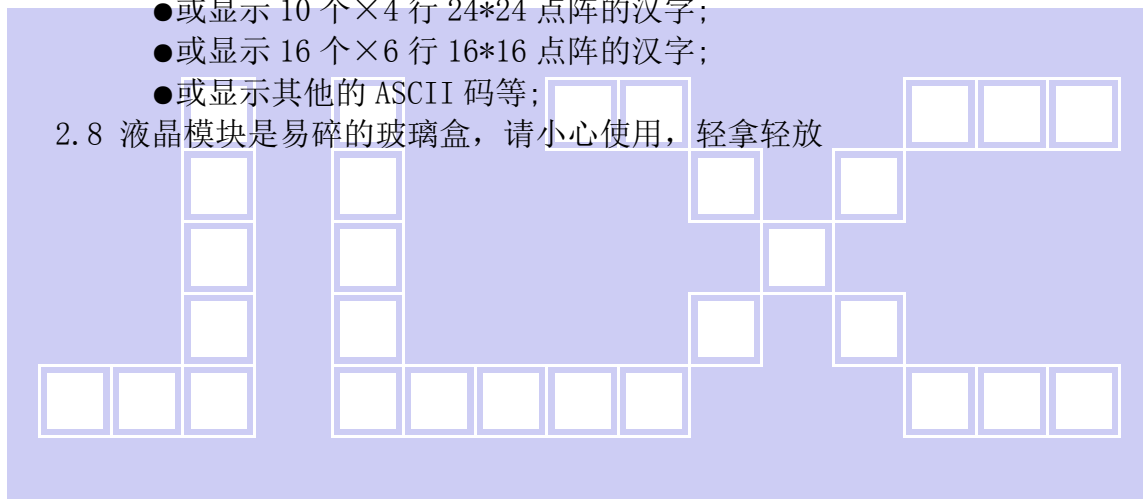 ●或显示 10 个×4 行 24*24 点阵的汉字;
●或显示 16 个×6 行 16*16 点阵的汉字;
●或显示其他的 ASCII 码等;
2.8 液晶模块是易碎的玻璃盒，请小心使用，轻拿轻放
JLX